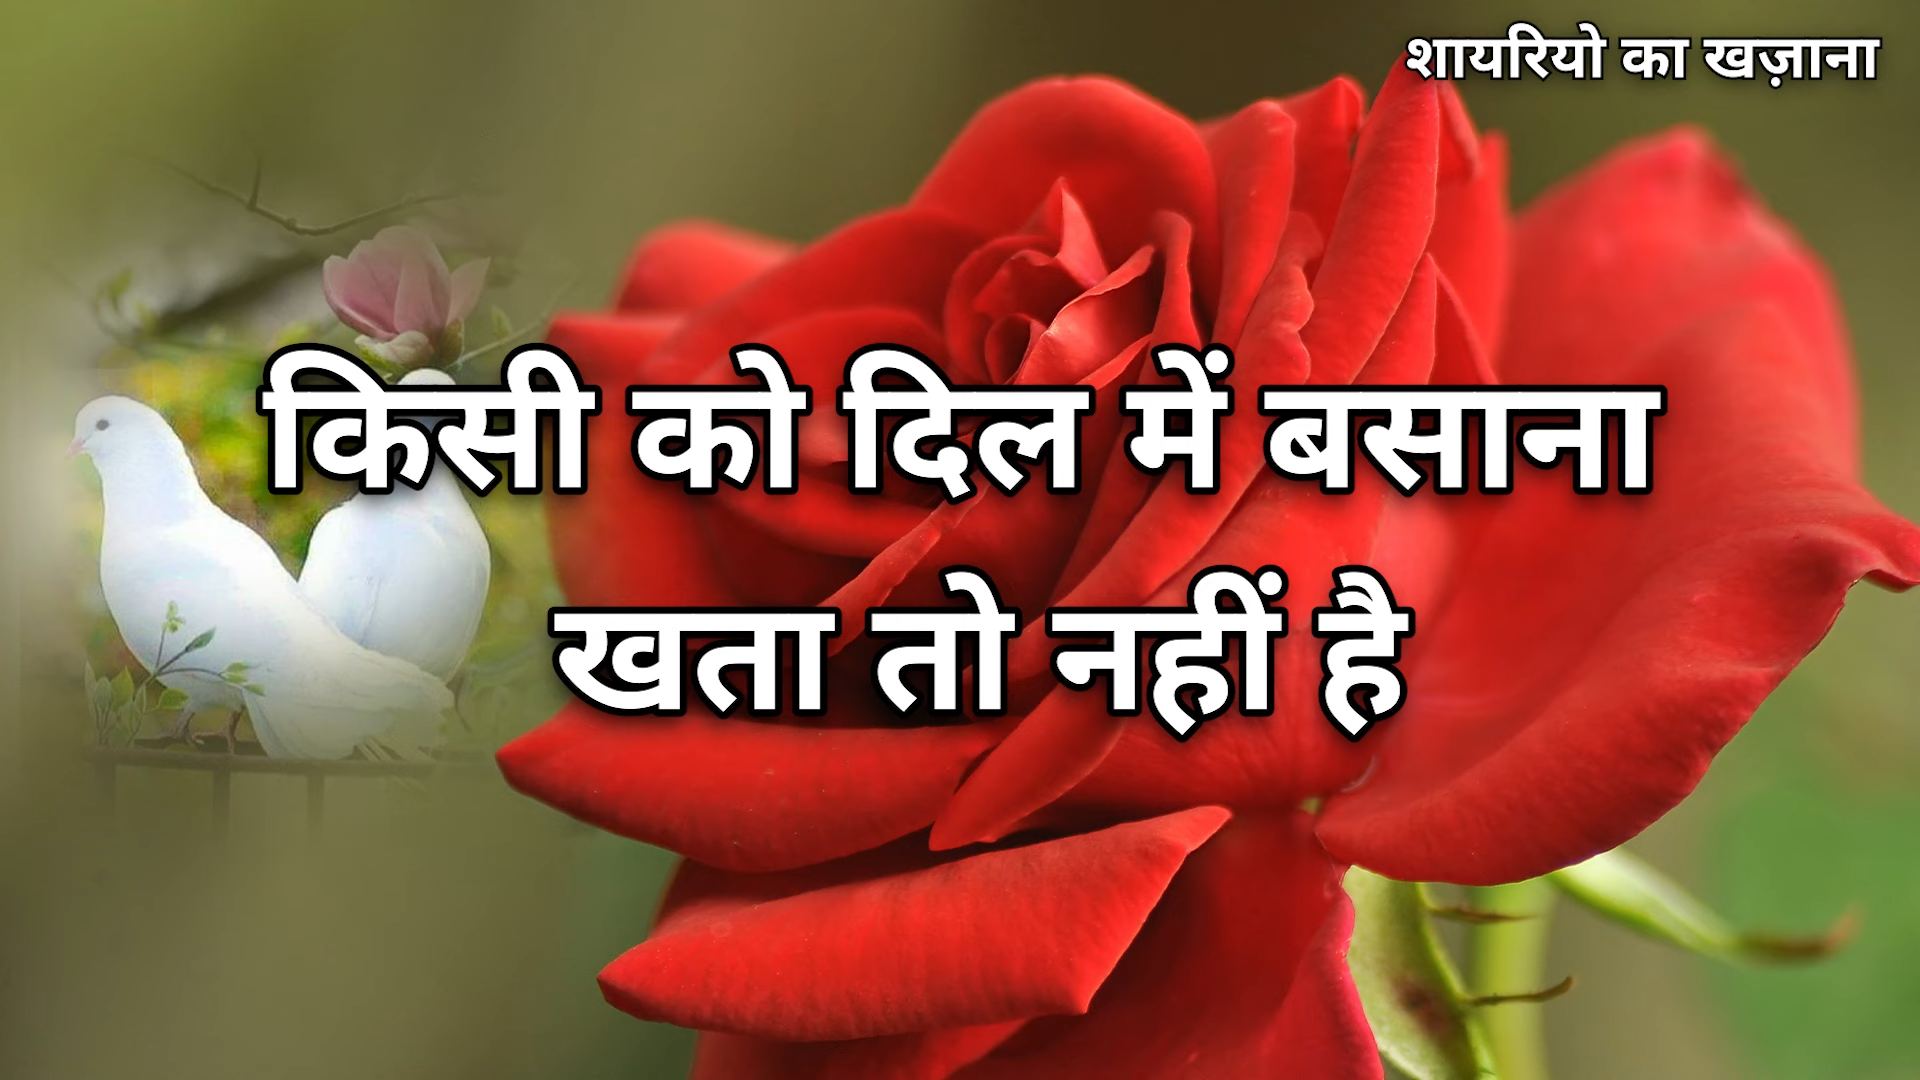 शायरियो का खज़ाना
किसी को दिल में बसाना
खता तो नहीं है